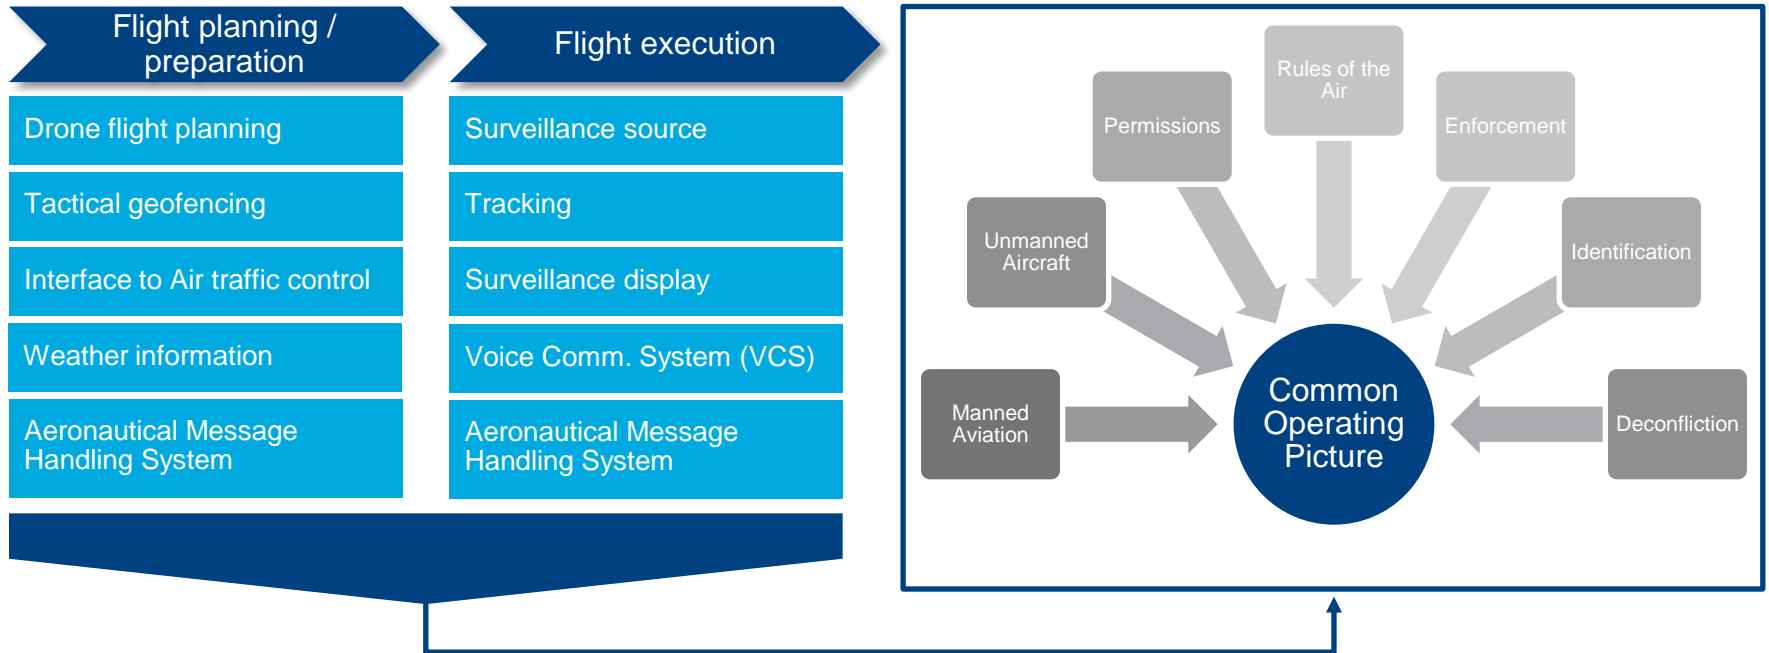 Flight planning /
preparation
Flight execution
Drone flight planning
Tactical geofencing
Interface to Air traffic control
Weather information
Aeronautical Message
Handling System
Surveillance source
Tracking
Surveillance display
Voice Comm. System (VCS)
Aeronautical Message
Handling System
Manned
Aviation
Unmanned
Aircraft
Permissions
Rules of the
Air
Enforcement
Identification
Deconfliction
Common
Operating
Picture